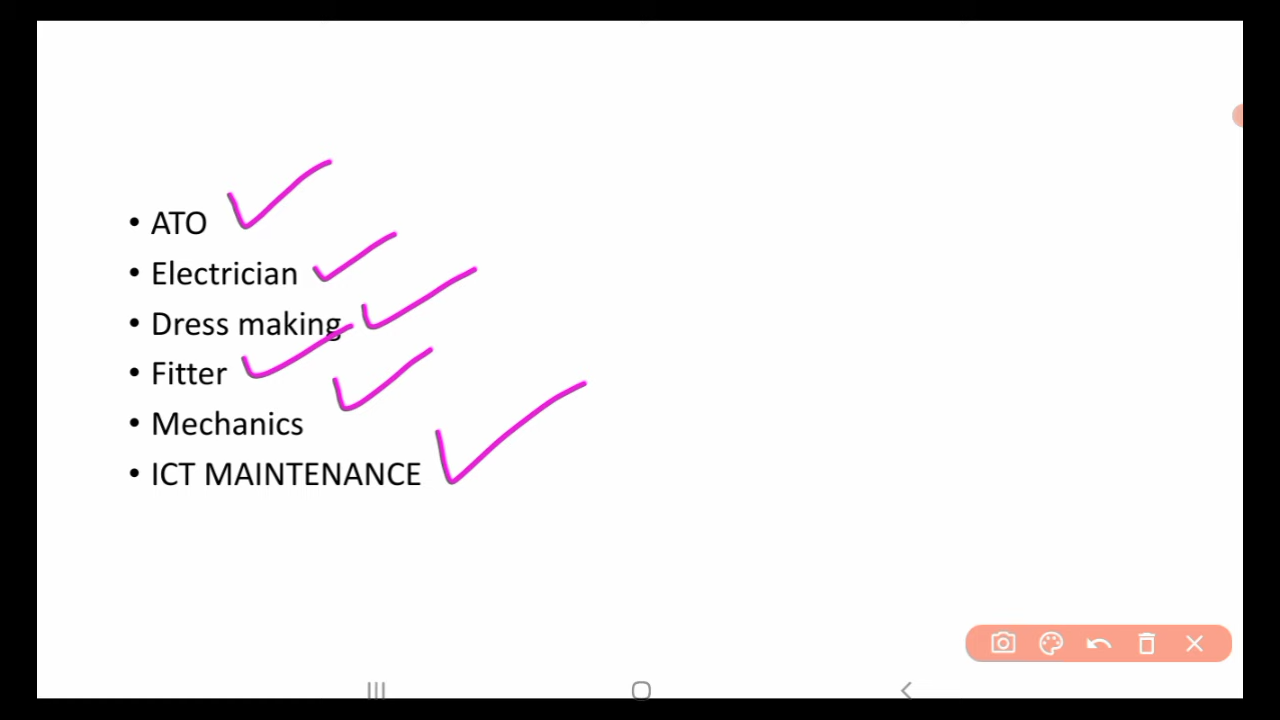 • ATO
• Electrician
• Dress making
• Fitter
• Mechanics
• ICT MAINTENANCE